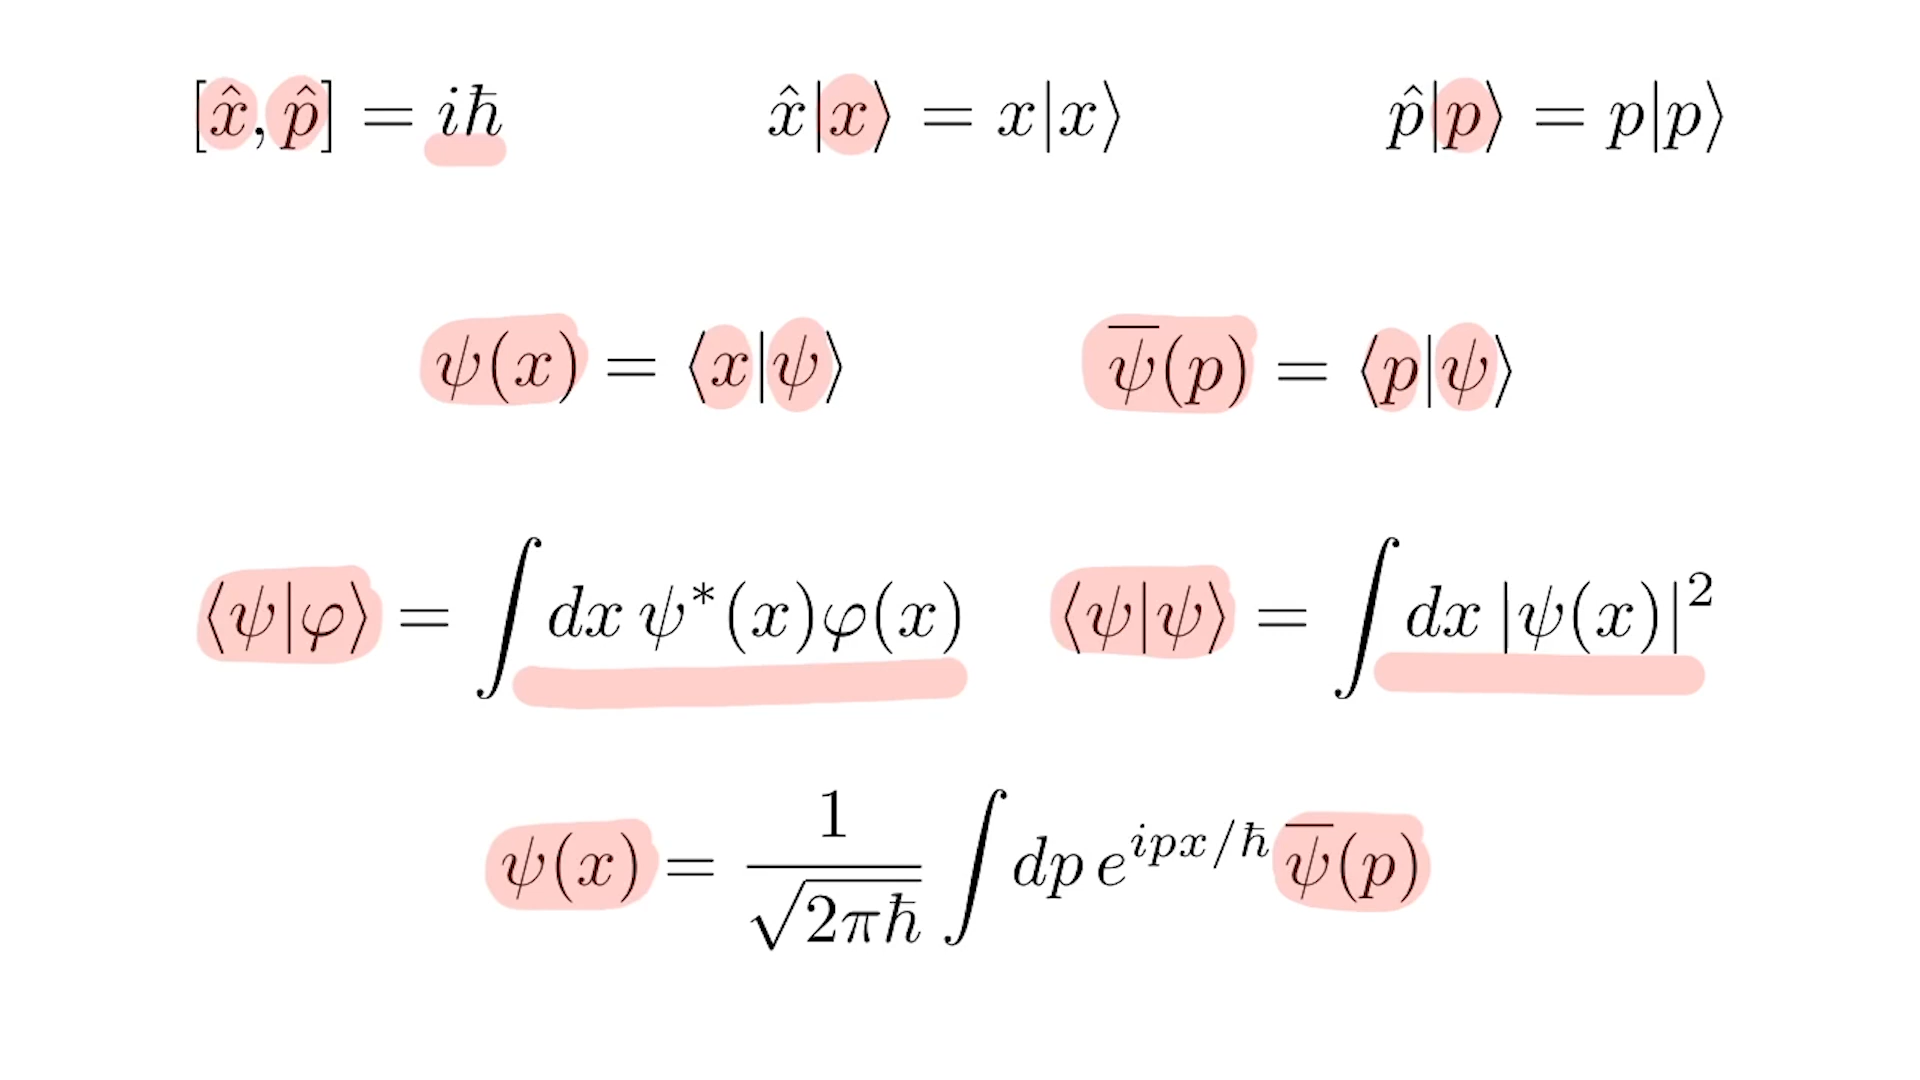 [x̂, p̂] = iħ x̂|x⟩ = x|x⟩ p̂|p⟩ = p|p⟩
ψ(x) = ⟨x|ψ⟩ ψ̅(p) = ⟨p|ψ⟩
⟨ψ|φ⟩ = ∫ dx ψ*(x)φ(x) ⟨ψ|ψ⟩ = ∫ dx |ψ(x)|²
ψ(x) = 1/√(2πħ) ∫ dp e^{ipx/ħ} ψ̅(p)